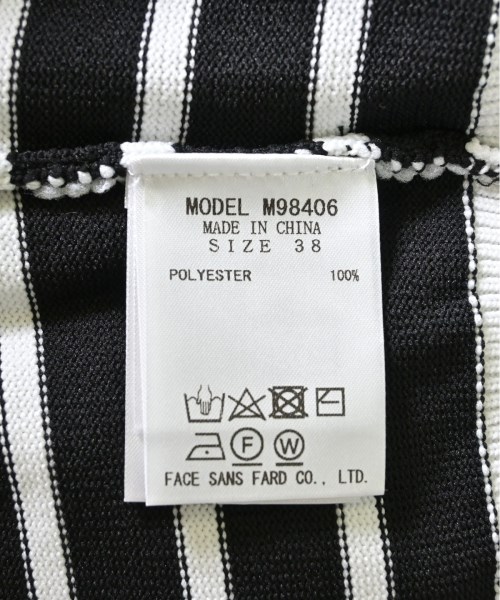 MODEL M98406
MADE IN CHINA
SIZE 38
POLYESTER 100%
F W
FACE SANS FARD CO., LTD.